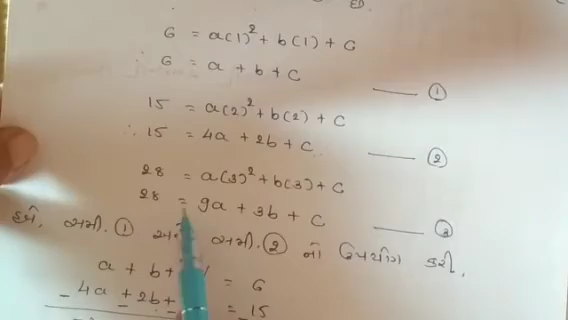 6 = a(1)² + b(1) + C
∴ 6 = a + b + C ——— ①
15 = a(2)² + b(2) + C
∴ 15 = 4a + 2b + C ——— ②
28 = a(3)² + b(3) + C
28 = 9a + 3b + C ——— ③
હવે, સમી. ① અને સમી. ② નો ઉપયોગ કરી,
a + b + = 6
- 4a + 2b + = 15